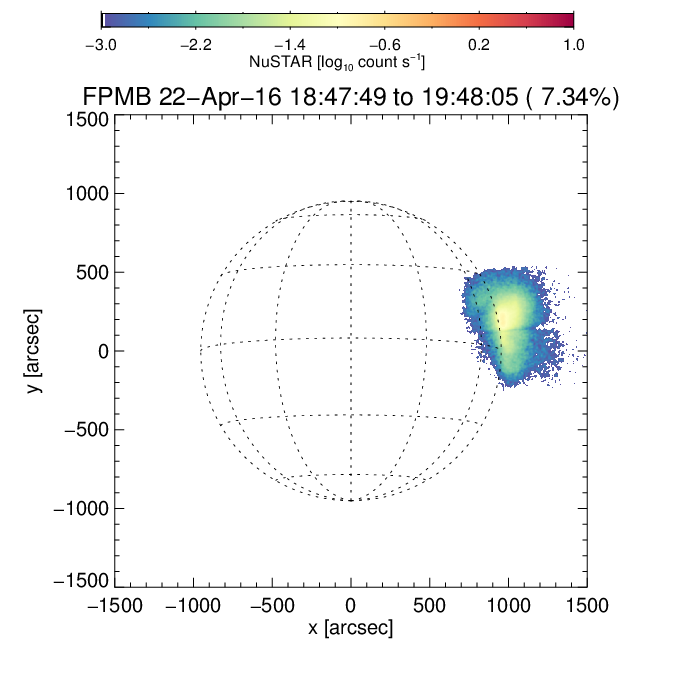 −3.0 −2.2 −1.4 −0.6 0.2 1.0
NuSTAR [log10 count s−1]
FPMB 22−Apr−16 18:47:49 to 19:48:05 ( 7.34%)
1500
1000
500
0
−500
−1000
−1500
y [arcsec]
−1500 −1000 −500 0 500 1000 1500
x [arcsec]